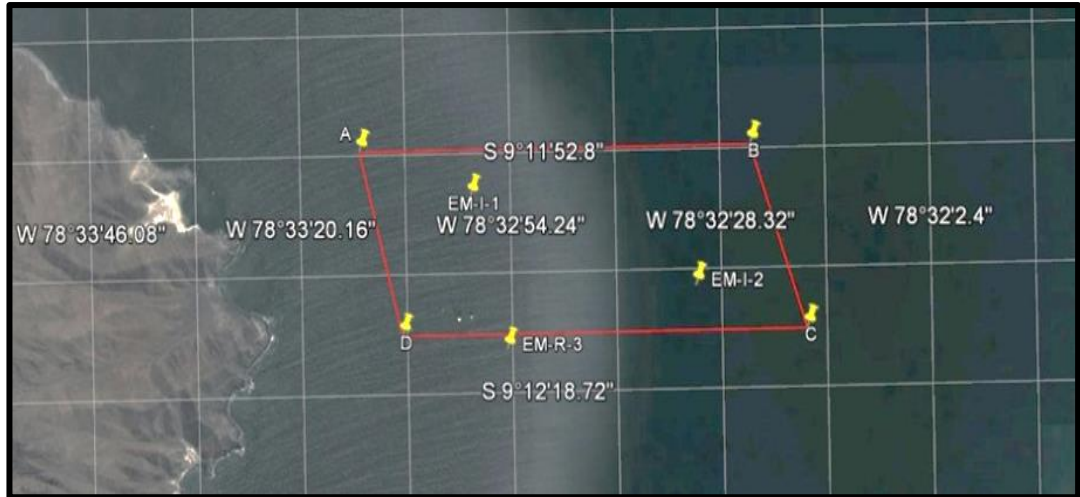 A
B
S 9°11'52.8"
EM-I-1
W 78°33'46.08"
W 78°33'20.16"
W 78°32'54.24"
W 78°32'28.32"
W 78°32'2.4"
EM-I-2
D
EM-R-3
C
S 9°12'18.72"